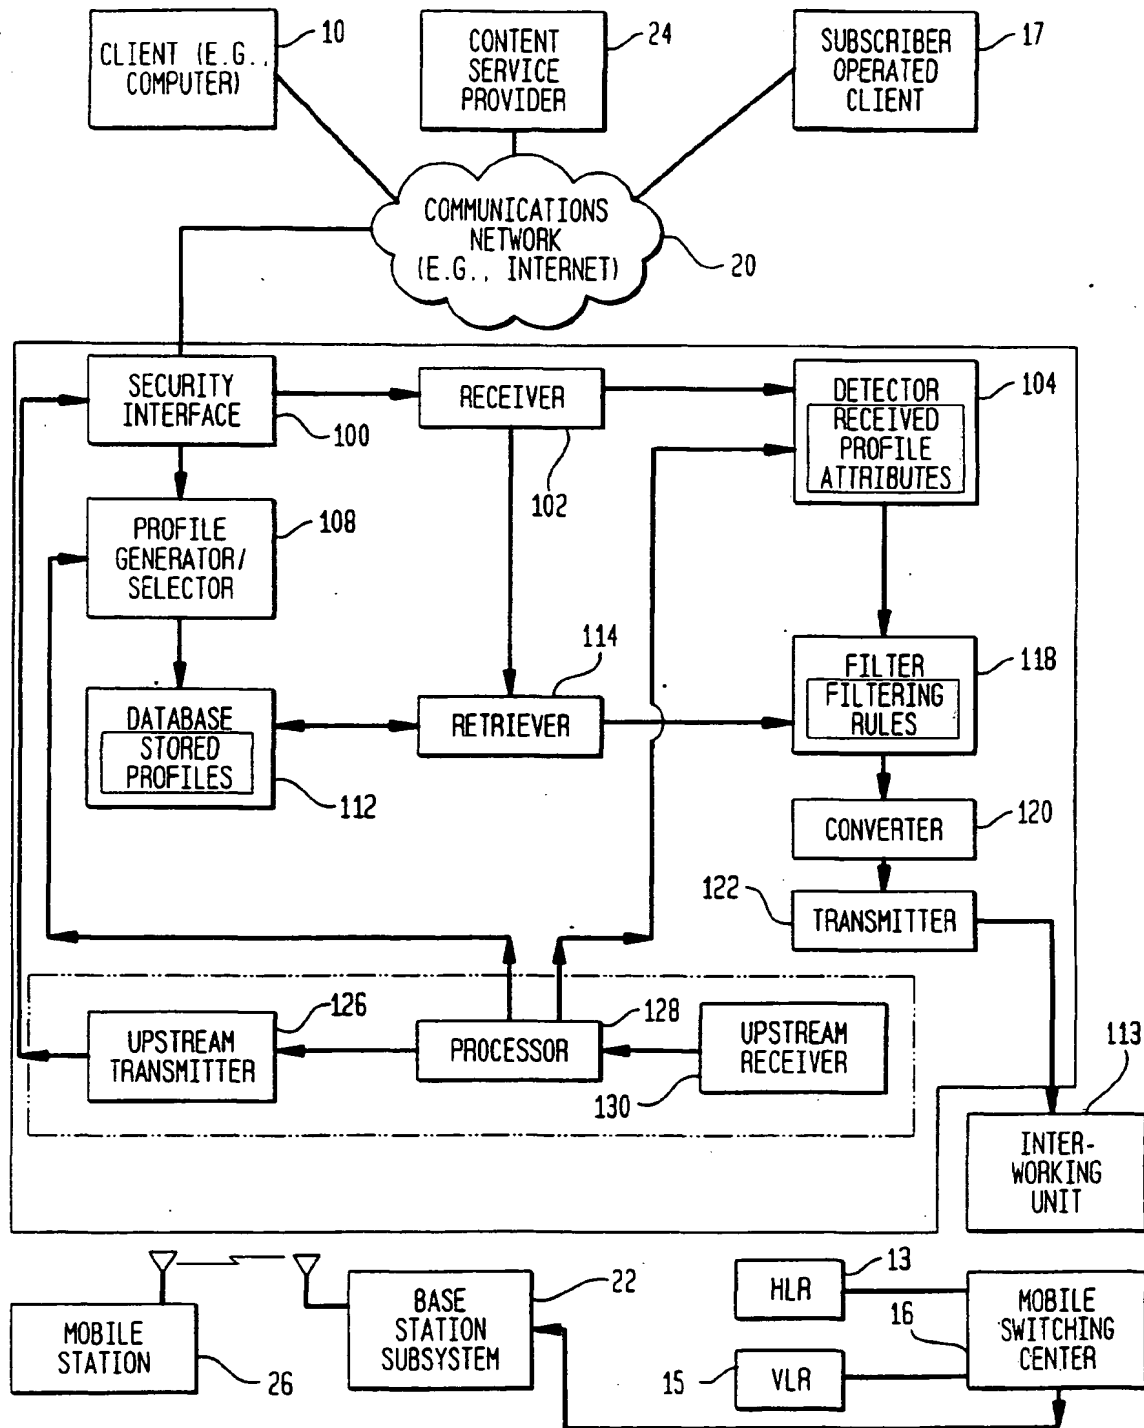 CLIENT (E.G.,
COMPUTER)
10
CONTENT
SERVICE
PROVIDER
24
SUBSCRIBER
OPERATED
CLIENT
17
COMMUNICATIONS
NETWORK
(E.G., INTERNET)
20
SECURITY
INTERFACE
100
RECEIVER
102
DETECTOR
RECEIVED
PROFILE
ATTRIBUTES
104
PROFILE
GENERATOR/
SELECTOR
108
DATABASE
STORED
PROFILES
112
RETRIEVER
114
FILTER
FILTERING
RULES
118
CONVERTER
120
TRANSMITTER
122
UPSTREAM
TRANSMITTER
126
PROCESSOR
128
UPSTREAM
RECEIVER
130
INTER-
WORKING
UNIT
113
MOBILE
STATION
26
BASE
STATION
SUBSYSTEM
22
HLR
13
VLR
15
MOBILE
SWITCHING
CENTER
16